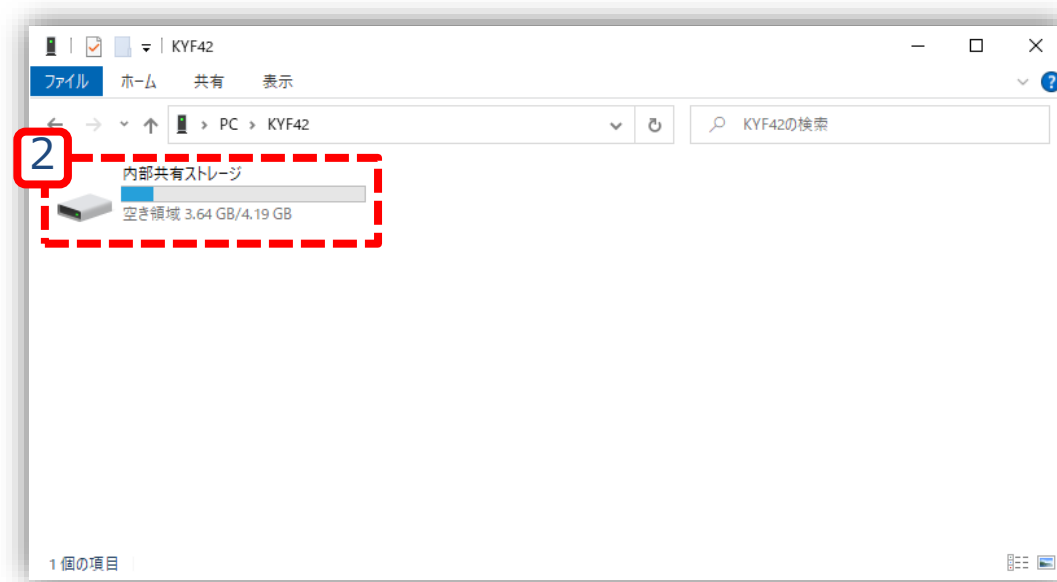 KYF42
ファイル ホーム 共有 表示
PC > KYF42
KYF42の検索
2
内部共有ストレージ
空き領域 3.64 GB/4.19 GB
1 個の項目